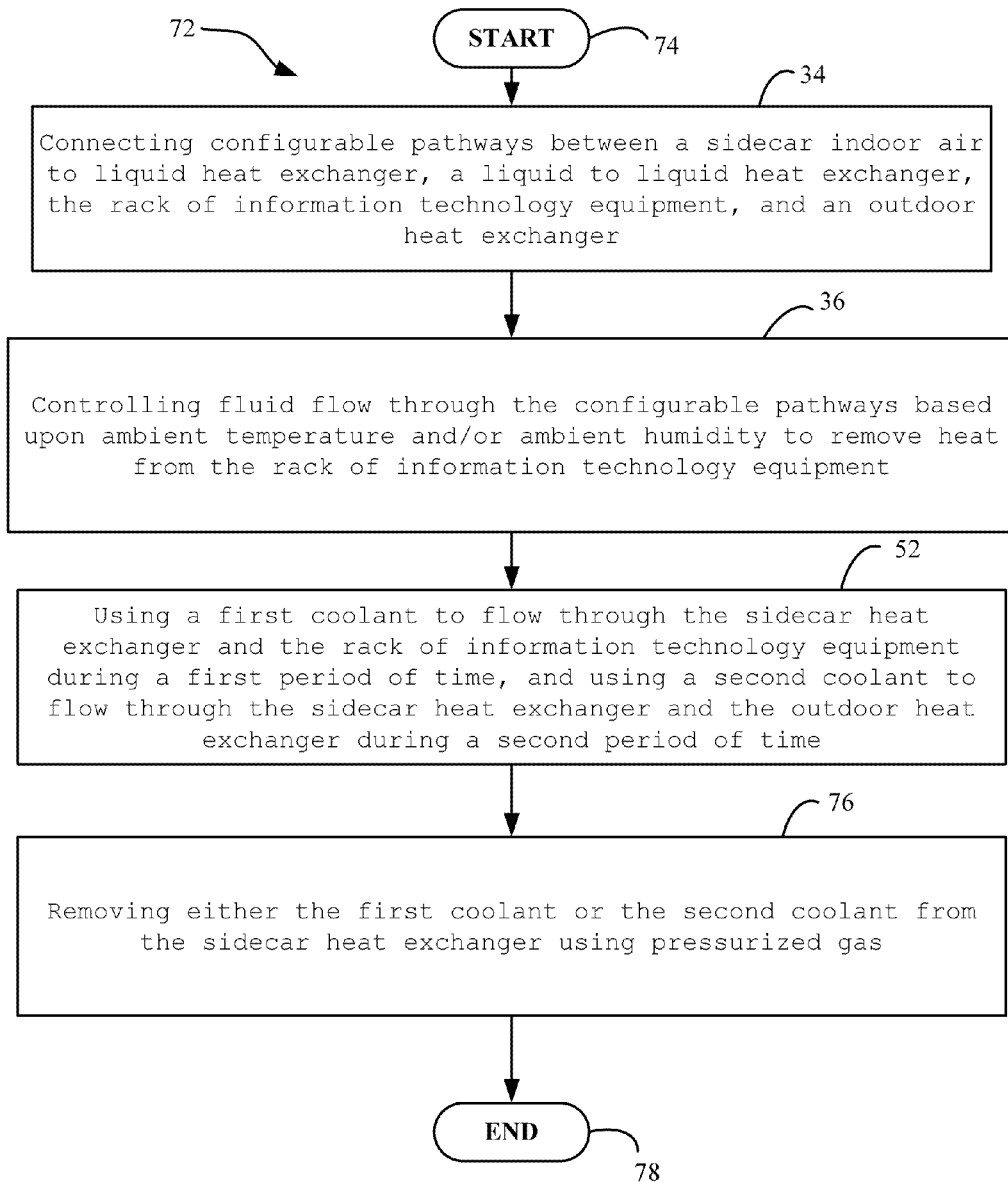 72
START
74
34
Connecting configurable pathways between a sidecar indoor air
to liquid heat exchanger, a liquid to liquid heat exchanger,
the rack of information technology equipment, and an outdoor
heat exchanger
36
Controlling fluid flow through the configurable pathways based
upon ambient temperature and/or ambient humidity to remove heat
from the rack of information technology equipment
52
Using a first coolant to flow through the sidecar heat
exchanger and the rack of information technology equipment
during a first period of time, and using a second coolant to
flow through the sidecar heat exchanger and the outdoor heat
exchanger during a second period of time
76
Removing either the first coolant or the second coolant from
the sidecar heat exchanger using pressurized gas
END
78